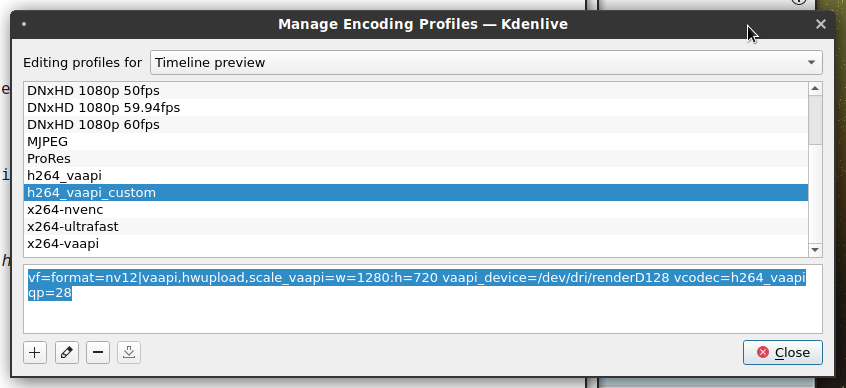 Manage Encoding Profiles — Kdenlive
Editing profiles for Timeline preview
DNxHD 1080p 50fps
DNxHD 1080p 59.94fps
DNxHD 1080p 60fps
MJPEG
ProRes
h264_vaapi
h264_vaapi_custom
x264-nvenc
x264-ultrafast
x264-vaapi
vf=format=nv12|vaapi,hwupload,scale_vaapi=w=1280:h=720 vaapi_device=/dev/dri/renderD128 vcodec=h264_vaapi
qp=28
Close